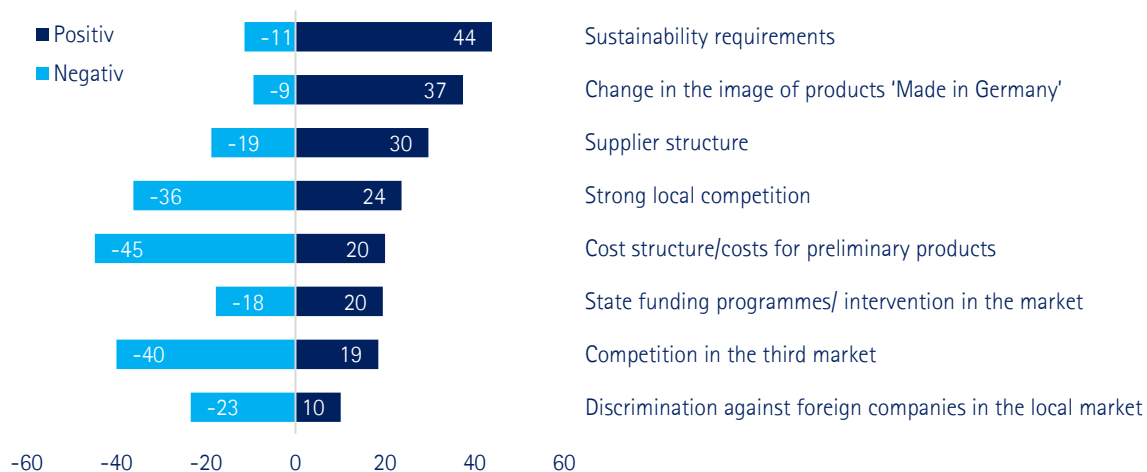 Positiv
Negativ
-11 44 Sustainability requirements
-9 37 Change in the image of products ‘Made in Germany’
-19 30 Supplier structure
-36 24 Strong local competition
-45 20 Cost structure/costs for preliminary products
-18 20 State funding programmes/ intervention in the market
-40 19 Competition in the third market
-23 10 Discrimination against foreign companies in the local market
-60 -40 -20 0 20 40 60